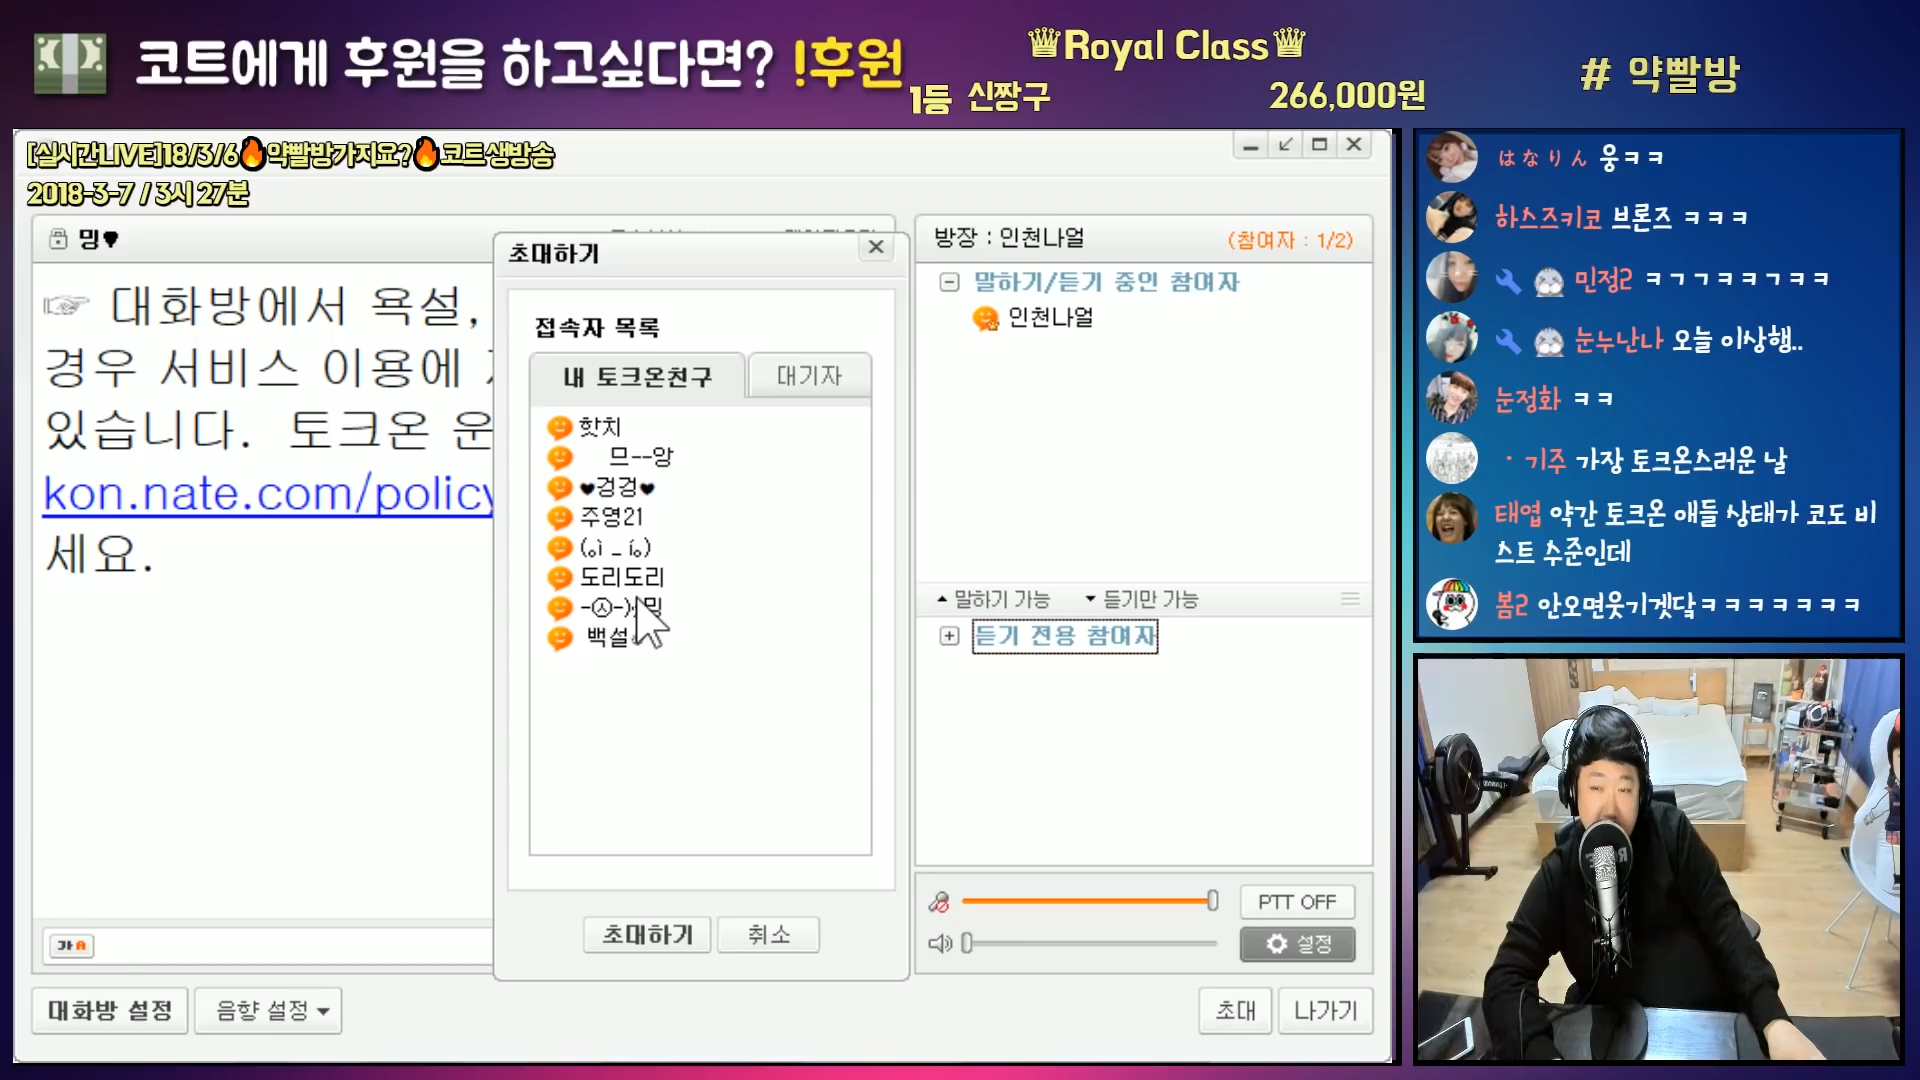 코트에게 후원을 하고싶다면? !후원
♛Royal Class♛
1등 신짱구 266,000원
# 약빨방
[실시간LIVE]18/3/6🔥약빨방가지요?🔥코트생방송
2018-3-7 / 3시 27분
밍♥
☞ 대화방에서 욕설,
경우 서비스 이용에
있습니다. 토크온 운
kon.nate.com/policy
세요.
가A
대화방 설정
음향 설정
초대하기
접속자 목록
내 토크온친구
대기자
핫치
므--앙
♥겅겅♥
주영21
도리도리
백설
초대하기
취소
방장 : 인천나얼
(참여자 : 1/2)
말하기/듣기 중인 참여자
인천나얼
말하기 가능
듣기만 가능
듣기 전용 참여자
PTT OFF
설정
초대
나가기
はなりん 웅ㅋㅋ
하스즈키코 브론즈 ㅋㅋㅋ
민정2 ㅋㄱㄱㅋㅋㄱㅋㅋ
눈누난나 오늘 이상행..
눈정화 ㅋㅋ
· 기주 가장 토크온스러운 날
태엽 약간 토크온 애들 상태가 코도 비
스트 수준인데
봄2 안오면웃기겟닼ㅋㅋㅋㅋㅋㅋ